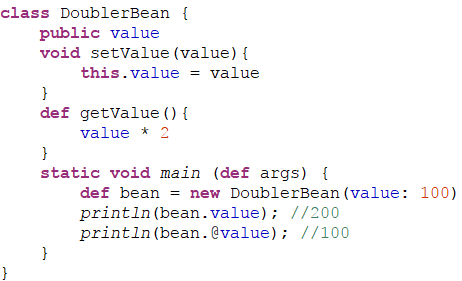 class DoublerBean {
    public value
    void setValue(value){
        this.value = value
    }
    def getValue(){
        value * 2
    }
    static void main (def args) {
        def bean = new DoublerBean(value: 100)
        println(bean.value); //200
        println(bean.@value); //100
    }
}